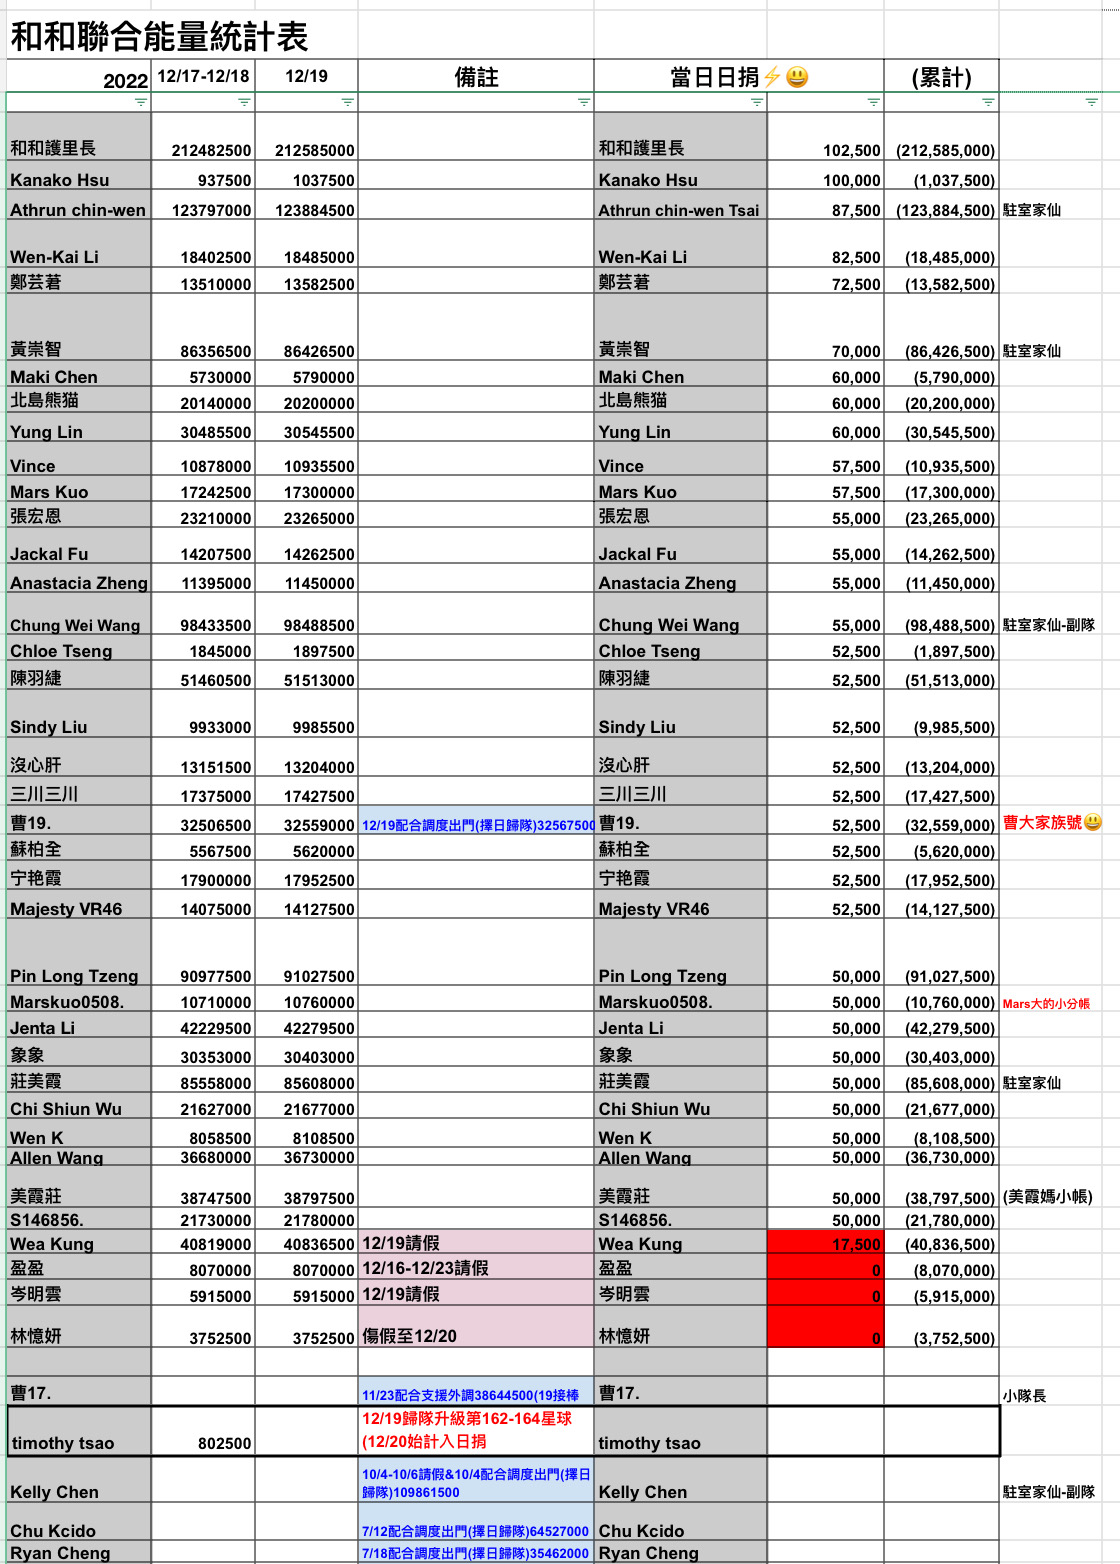 和和聯合能量統計表
2022 12/17-12/18 12/19 備註 當日日捐⚡😃 (累計)
和和護里長 212482500 212585000 和和護里長 102,500 (212,585,000)
Kanako Hsu 937500 1037500 Kanako Hsu 100,000 (1,037,500)
Athrun chin-wen 123797000 123884500 Athrun chin-wen Tsai 87,500 (123,884,500) 駐室家仙
Wen-Kai Li 18402500 18485000 Wen-Kai Li 82,500 (18,485,000)
鄭芸莙 13510000 13582500 鄭芸莙 72,500 (13,582,500)
黃崇智 86356500 86426500 黃崇智 70,000 (86,426,500) 駐室家仙
Maki Chen 5730000 5790000 Maki Chen 60,000 (5,790,000)
北島熊猫 20140000 20200000 北島熊猫 60,000 (20,200,000)
Yung Lin 30485500 30545500 Yung Lin 60,000 (30,545,500)
Vince 10878000 10935500 Vince 57,500 (10,935,500)
Mars Kuo 17242500 17300000 Mars Kuo 57,500 (17,300,000)
張宏恩 23210000 23265000 張宏恩 55,000 (23,265,000)
Jackal Fu 14207500 14262500 Jackal Fu 55,000 (14,262,500)
Anastacia Zheng 11395000 11450000 Anastacia Zheng 55,000 (11,450,000)
Chung Wei Wang 98433500 98488500 Chung Wei Wang 55,000 (98,488,500) 駐室家仙-副隊
Chloe Tseng 1845000 1897500 Chloe Tseng 52,500 (1,897,500)
陳羽緁 51460500 51513000 陳羽緁 52,500 (51,513,000)
Sindy Liu 9933000 9985500 Sindy Liu 52,500 (9,985,500)
沒心肝 13151500 13204000 沒心肝 52,500 (13,204,000)
三川三川 17375000 17427500 三川三川 52,500 (17,427,500)
曹19. 32506500 32559000 12/19配合調度出門(擇日歸隊)32567500 曹19. 52,500 (32,559,000) 曹大家族號😃
蘇柏全 5567500 5620000 蘇柏全 52,500 (5,620,000)
宁艳霞 17900000 17952500 宁艳霞 52,500 (17,952,500)
Majesty VR46 14075000 14127500 Majesty VR46 52,500 (14,127,500)
Pin Long Tzeng 90977500 91027500 Pin Long Tzeng 50,000 (91,027,500)
Marskuo0508. 10710000 10760000 Marskuo0508. 50,000 (10,760,000) Mars大的小分帳
Jenta Li 42229500 42279500 Jenta Li 50,000 (42,279,500)
象象 30353000 30403000 象象 50,000 (30,403,000)
莊美霞 85558000 85608000 莊美霞 50,000 (85,608,000) 駐室家仙
Chi Shiun Wu 21627000 21677000 Chi Shiun Wu 50,000 (21,677,000)
Wen K 8058500 8108500 Wen K 50,000 (8,108,500)
Allen Wang 36680000 36730000 Allen Wang 50,000 (36,730,000)
美霞莊 38747500 38797500 美霞莊 50,000 (38,797,500) (美霞媽小帳)
S146856. 21730000 21780000 S146856. 50,000 (21,780,000)
Wea Kung 40819000 40836500 12/19請假 Wea Kung 17,500 (40,836,500)
盈盈 8070000 8070000 12/16-12/23請假 盈盈 0 (8,070,000)
岑明雲 5915000 5915000 12/19請假 岑明雲 0 (5,915,000)
林憶妍 3752500 3752500 傷假至12/20 林憶妍 0 (3,752,500)
曹17. 11/23配合支援外調38644500(19接棒 曹17. 小隊長
12/19歸隊升級第162-164星球
timothy tsao 802500 (12/20始計入日捐 timothy tsao
10/4-10/6請假&10/4配合調度出門(擇日
Kelly Chen 歸隊)109861500 Kelly Chen 駐室家仙-副隊
Chu Kcido 7/12配合調度出門(擇日歸隊)64527000 Chu Kcido
Ryan Cheng 7/18配合調度出門(擇日歸隊)35462000 Ryan Cheng